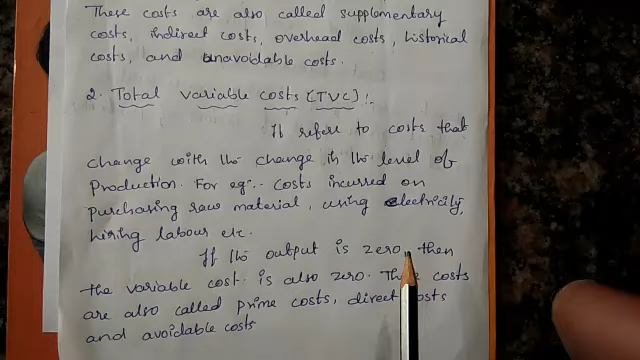 These costs are also called supplementary
costs, indirect costs, overhead costs, historical
costs, and unavoidable costs.
2. Total variable costs (TVC) :-
It refer to costs that
change with the change in the level of
Production. For eg:- costs incurred on
purchasing raw material, using electricity,
hiring labour etc.
If the output is zero, then
the variable cost is also zero. These costs
are also called prime costs, direct costs
and avoidable costs